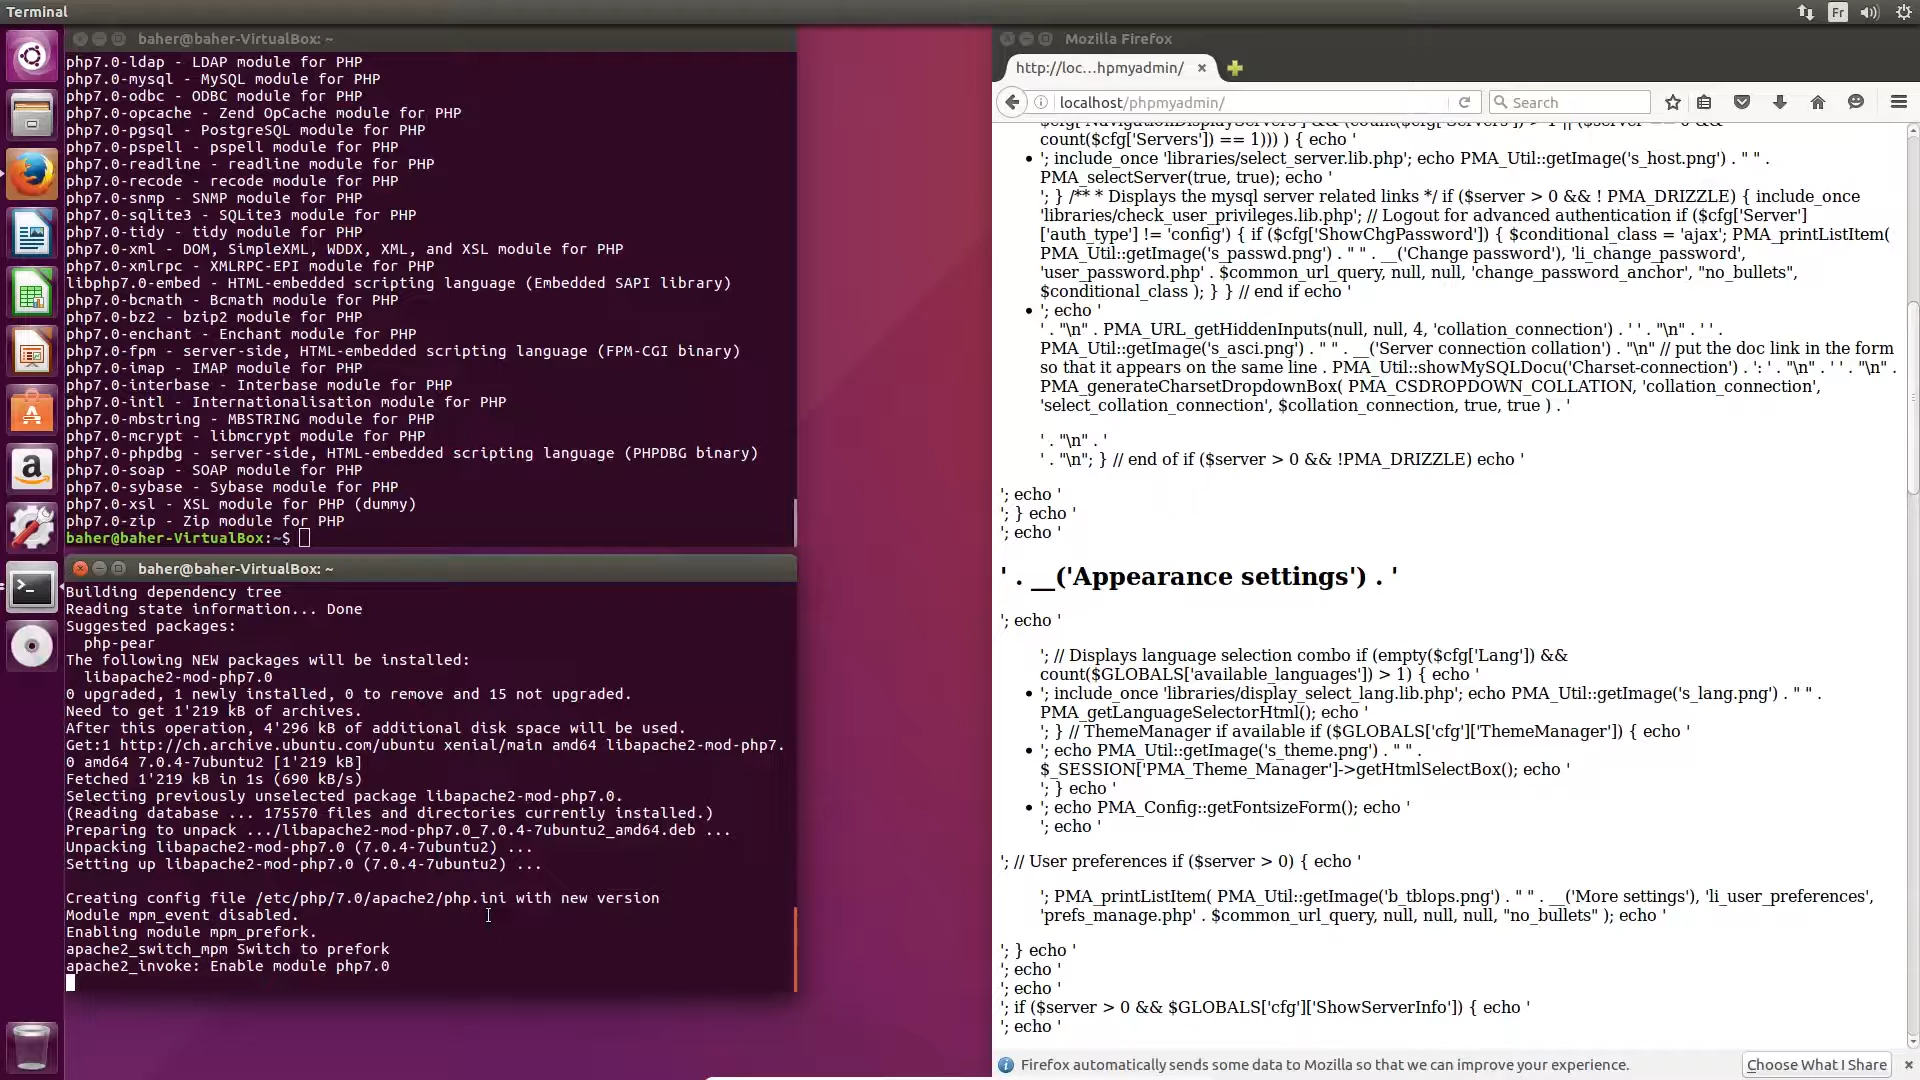 Terminal
Fr
baher@baher-VirtualBox: ~
php7.0-ldap - LDAP module for PHP
php7.0-mysql - MySQL module for PHP
php7.0-odbc - ODBC module for PHP
php7.0-opcache - Zend OpCache module for PHP
php7.0-pgsql - PostgreSQL module for PHP
php7.0-pspell - pspell module for PHP
php7.0-readline - readline module for PHP
php7.0-recode - recode module for PHP
php7.0-snmp - SNMP module for PHP
php7.0-sqlite3 - SQLite3 module for PHP
php7.0-tidy - tidy module for PHP
php7.0-xml - DOM, SimpleXML, WDDX, XML, and XSL module for PHP
php7.0-xmlrpc - XMLRPC-EPI module for PHP
libphp7.0-embed - HTML-embedded scripting language (Embedded SAPI library)
php7.0-bcmath - Bcmath module for PHP
php7.0-bz2 - bzip2 module for PHP
php7.0-enchant - Enchant module for PHP
php7.0-fpm - server-side, HTML-embedded scripting language (FPM-CGI binary)
php7.0-imap - IMAP module for PHP
php7.0-interbase - Interbase module for PHP
php7.0-intl - Internationalisation module for PHP
php7.0-mbstring - MBSTRING module for PHP
php7.0-mcrypt - libmcrypt module for PHP
php7.0-phpdbg - server-side, HTML-embedded scripting language (PHPDBG binary)
php7.0-soap - SOAP module for PHP
php7.0-sybase - Sybase module for PHP
php7.0-xsl - XSL module for PHP (dummy)
php7.0-zip - Zip module for PHP
baher@baher-VirtualBox:~$
baher@baher-VirtualBox: ~
Building dependency tree
Reading state information... Done
Suggested packages:
php-pear
The following NEW packages will be installed:
libapache2-mod-php7.0
0 upgraded, 1 newly installed, 0 to remove and 15 not upgraded.
Need to get 1'219 kB of archives.
After this operation, 4'296 kB of additional disk space will be used.
Get:1 http://ch.archive.ubuntu.com/ubuntu xenial/main amd64 libapache2-mod-php7.
0 amd64 7.0.4-7ubuntu2 [1'219 kB]
Fetched 1'219 kB in 1s (690 kB/s)
Selecting previously unselected package libapache2-mod-php7.0.
(Reading database ... 175570 files and directories currently installed.)
Preparing to unpack .../libapache2-mod-php7.0_7.0.4-7ubuntu2_amd64.deb ...
Unpacking libapache2-mod-php7.0 (7.0.4-7ubuntu2) ...
Setting up libapache2-mod-php7.0 (7.0.4-7ubuntu2) ...
Creating config file /etc/php/7.0/apache2/php.ini with new version
Module mpm_event disabled.
Enabling module mpm_prefork.
apache2_switch_mpm Switch to prefork
apache2_invoke: Enable module php7.0
Mozilla Firefox
http://loc...hpmyadmin/
localhost/phpmyadmin/
Search
$cfg['NavigationDisplayServers'] && (count($cfg['Servers']) > 1 || ($server == 0 &&
count($cfg['Servers']) == 1))) ) { echo '
• '; include_once 'libraries/select_server.lib.php'; echo PMA_Util::getImage('s_host.png') . " " .
PMA_selectServer(true, true); echo '
'; } /** * Displays the mysql server related links */ if ($server > 0 && ! PMA_DRIZZLE) { include_once
'libraries/check_user_privileges.lib.php'; // Logout for advanced authentication if ($cfg['Server']
['auth_type'] != 'config') { if ($cfg['ShowChgPassword']) { $conditional_class = 'ajax'; PMA_printListItem(
PMA_Util::getImage('s_passwd.png') . " " . __('Change password'), 'li_change_password',
'user_password.php' . $common_url_query, null, null, 'change_password_anchor', "no_bullets",
$conditional_class ); } } // end if echo '
• '; echo '
' . "\n" . PMA_URL_getHiddenInputs(null, null, 4, 'collation_connection') . ' ' . "\n" . ' ' .
PMA_Util::getImage('s_asci.png') . " " . __('Server connection collation') . "\n" // put the doc link in the form
so that it appears on the same line . PMA_Util::showMySQLDocu('Charset-connection') . ': ' . "\n" . ' ' . "\n" .
PMA_generateCharsetDropdownBox( PMA_CSDROPDOWN_COLLATION, 'collation_connection',
'select_collation_connection', $collation_connection, true, true ) . '
' . "\n" . '
' . "\n"; } // end of if ($server > 0 && !PMA_DRIZZLE) echo '
'; echo '
'; } echo '
'; echo '
' . __('Appearance settings') . '
'; echo '
'; // Displays language selection combo if (empty($cfg['Lang']) &&
count($GLOBALS['available_languages']) > 1) { echo '
• '; include_once 'libraries/display_select_lang.lib.php'; echo PMA_Util::getImage('s_lang.png') . " " .
PMA_getLanguageSelectorHtml(); echo '
'; } // ThemeManager if available if ($GLOBALS['cfg']['ThemeManager']) { echo '
• '; echo PMA_Util::getImage('s_theme.png') . " " .
$_SESSION['PMA_Theme_Manager']->getHtmlSelectBox(); echo '
'; } echo '
• '; echo PMA_Config::getFontsizeForm(); echo '
'; echo '
'; // User preferences if ($server > 0) { echo '
'; PMA_printListItem( PMA_Util::getImage('b_tblops.png') . " " . __('More settings'), 'li_user_preferences',
'prefs_manage.php' . $common_url_query, null, null, null, "no_bullets" ); echo '
'; } echo '
'; echo '
'; echo '
'; if ($server > 0 && $GLOBALS['cfg']['ShowServerInfo']) { echo '
'; echo '
Firefox automatically sends some data to Mozilla so that we can improve your experience.
Choose What I Share